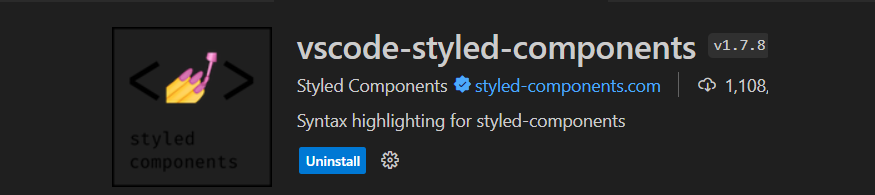 vscode-styled-components v1.7.8
Styled Components styled-components.com 1,108,
Syntax highlighting for styled-components
Uninstall
< >
styled
components